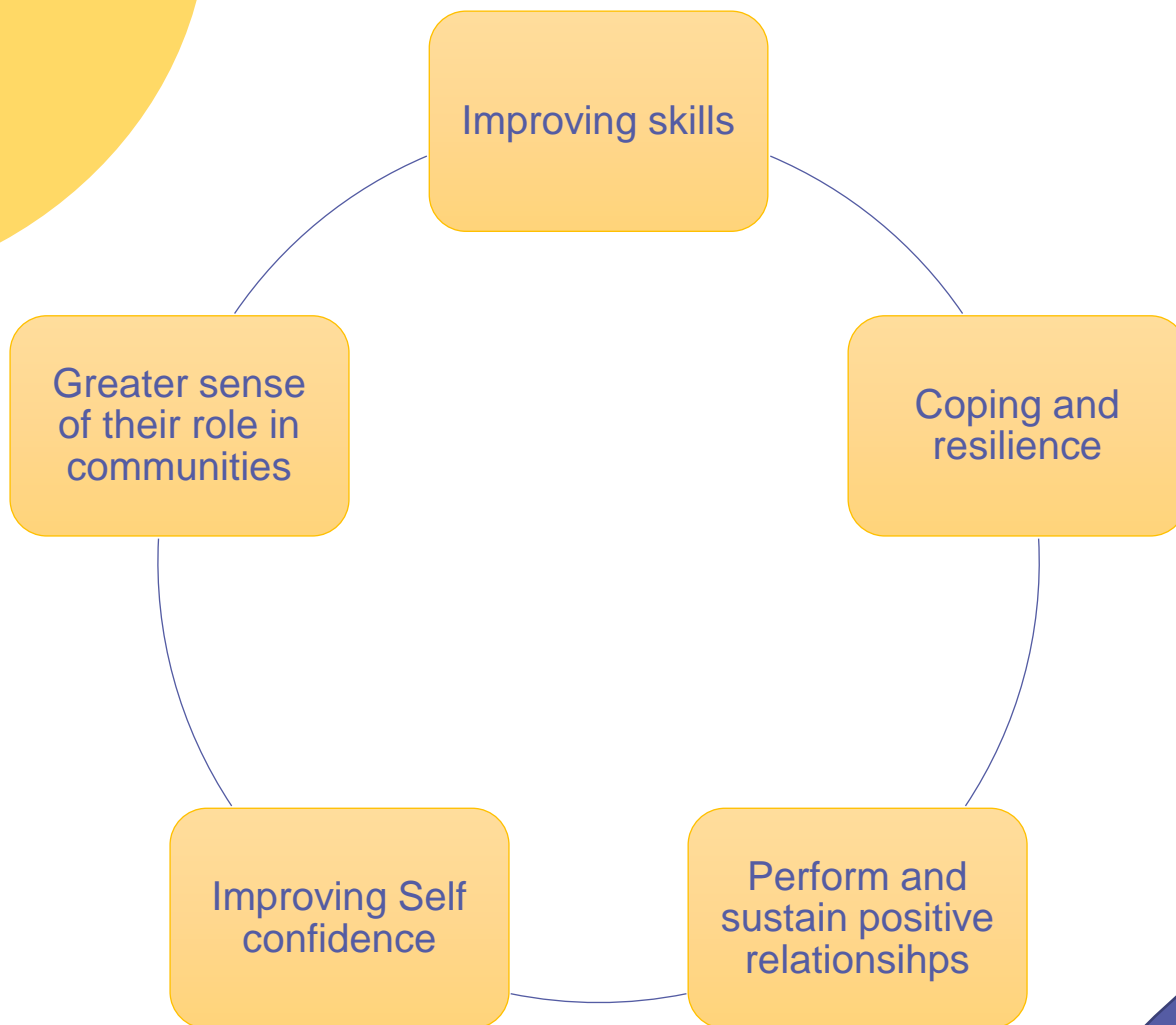 Improving skills
Coping and
resilience
Perform and
sustain positive
relationsihps
Improving Self
confidence
Greater sense
of their role in
communities